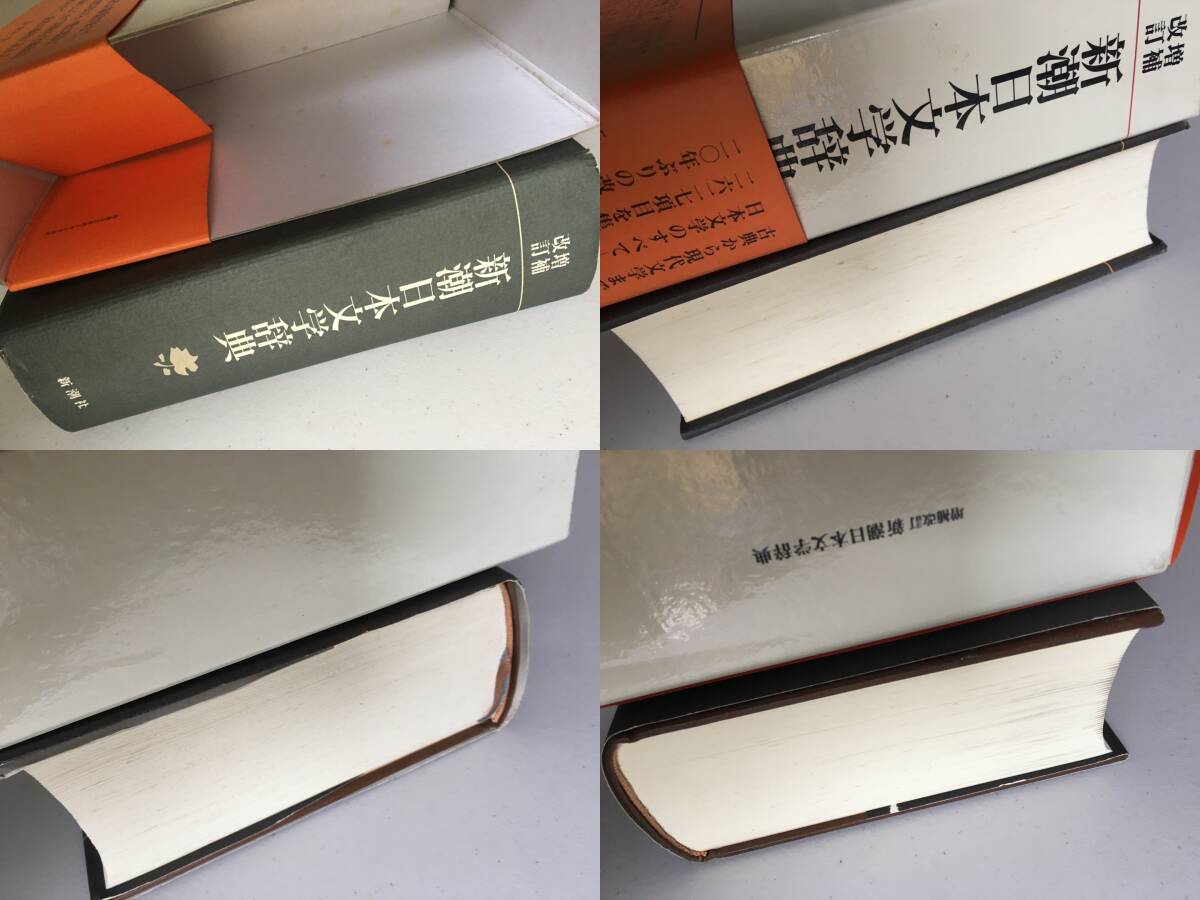 増補
改訂
新潮日本文学辞典
新潮社
増補
改訂
新潮日本文学辞典
古典から現代文学ま
日本文学のすべて
二六二七項目を
二〇年ぶりの改
増補改訂 新潮日本文学辞典